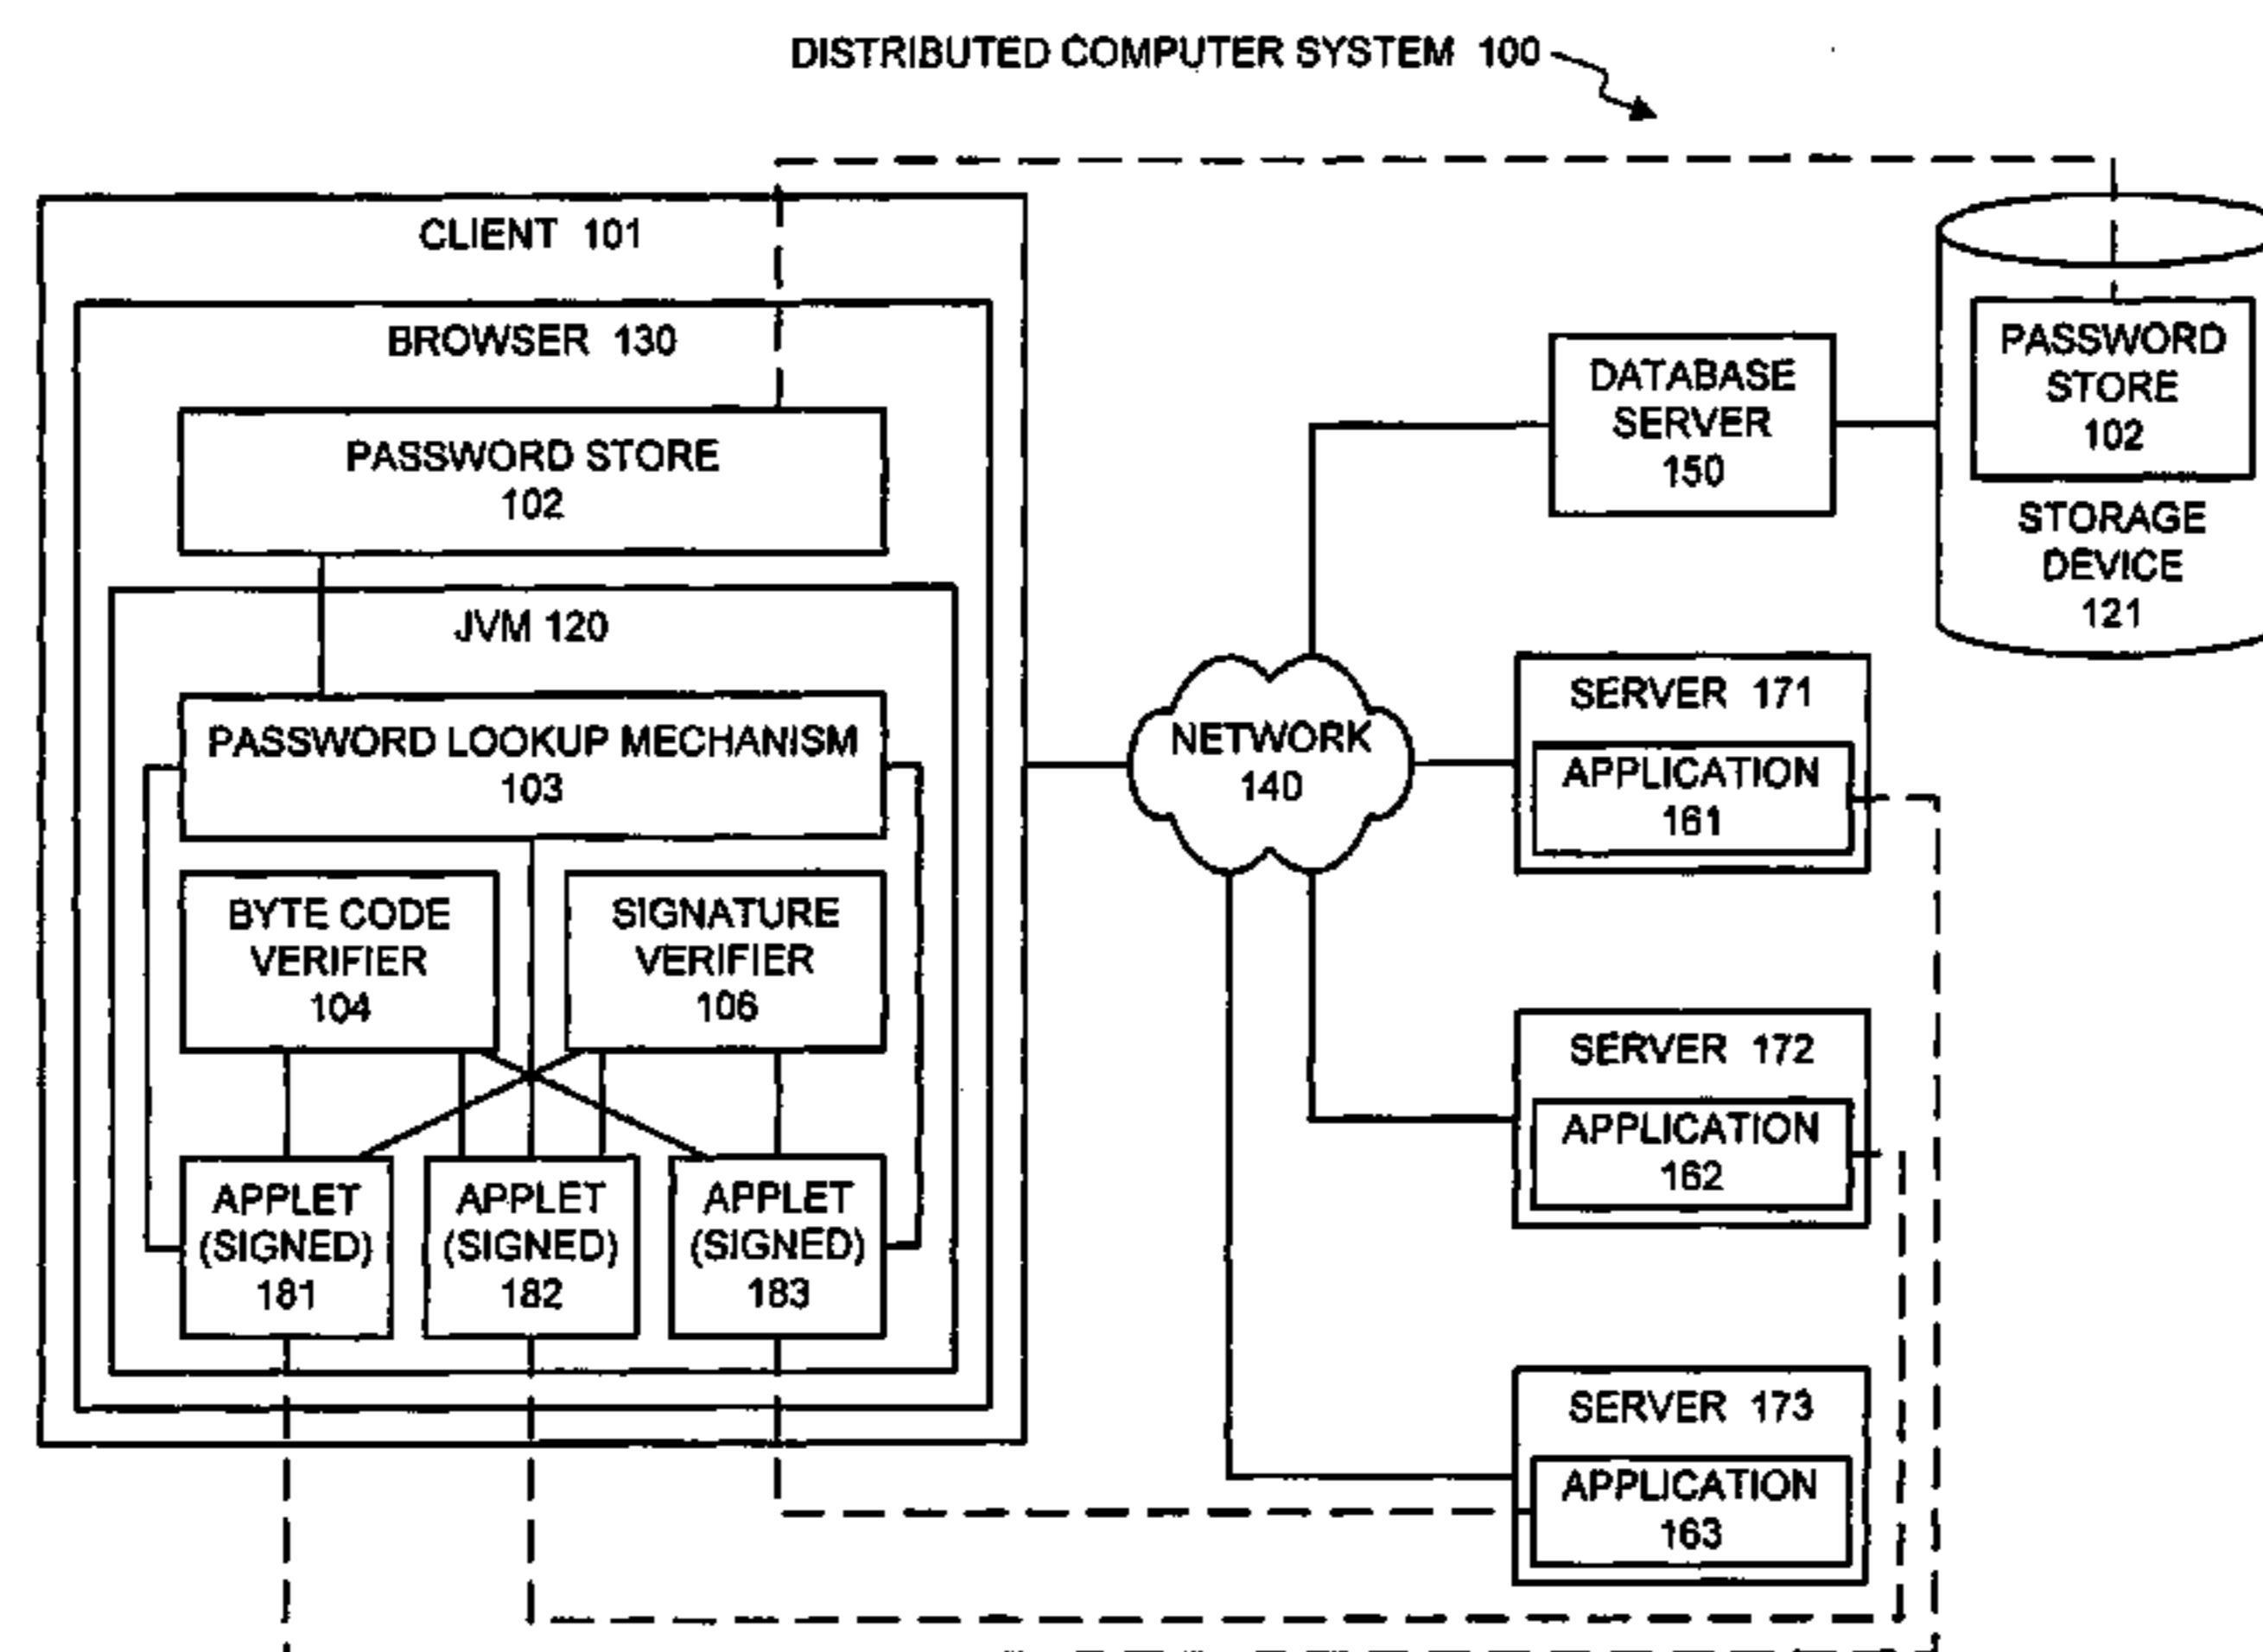 DISTRIBUTED COMPUTER SYSTEM 100
CLIENT 101
BROWSER 130
PASSWORD STORE
102
JVM 120
PASSWORD LOOKUP MECHANISM
103
BYTE CODE
VERIFIER
104
SIGNATURE
VERIFIER
106
APPLET
(SIGNED)
181
APPLET
(SIGNED)
182
APPLET
(SIGNED)
183
NETWORK
140
DATABASE
SERVER
150
PASSWORD
STORE
102
STORAGE
DEVICE
121
SERVER 171
APPLICATION
161
SERVER 172
APPLICATION
162
SERVER 173
APPLICATION
163